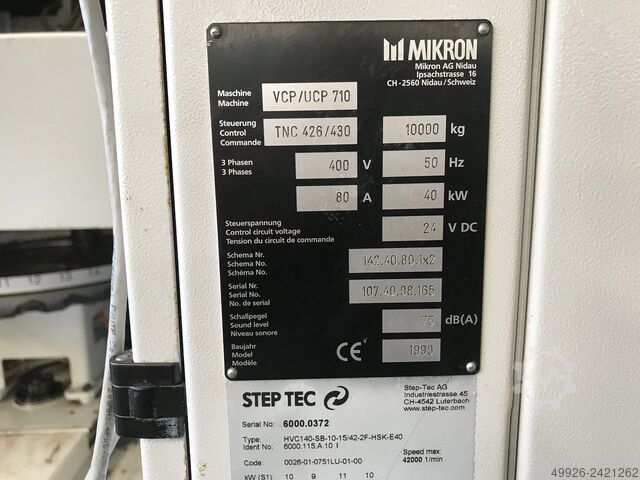 MIKRON
Mikron AG Nidau
Ipsachstrasse 16
CH-2560 Nidau/Schweiz
Maschine
Machine
VCP/UCP 710
Steuerung
Control
Commande
TNC 426/430
10000 kg
3 Phasen
3 Phases
400 V
50 Hz
80 A
40 kW
Steuerspannung
Control circuit voltage
Tension du circuit de commande
24 V DC
Schema Nr.
Schema No.
Schéma No.
142.40.80.1x2
Serial Nr.
Serial No.
No. de serial
107.40.98.165
Schallpegel
Sound level
Niveau sonore
75 dB(A)
Baujahr
Model
Modèle
CE
1999
STEP TEC
Step-Tec AG
Industriestrasse 45
CH-4542 Luterbach
www.step-tec.com
Serial No: 6000.0372
Type: HVC140-SB-10-15/42-2F-HSK-E40
Ident No: 6000.115.A.10 I
Code: 0026-01-0751LU-01-00
Speed max:
42000 1/min
kW (S1) 10 9 11 10
11 12 13 14
49926-2421262